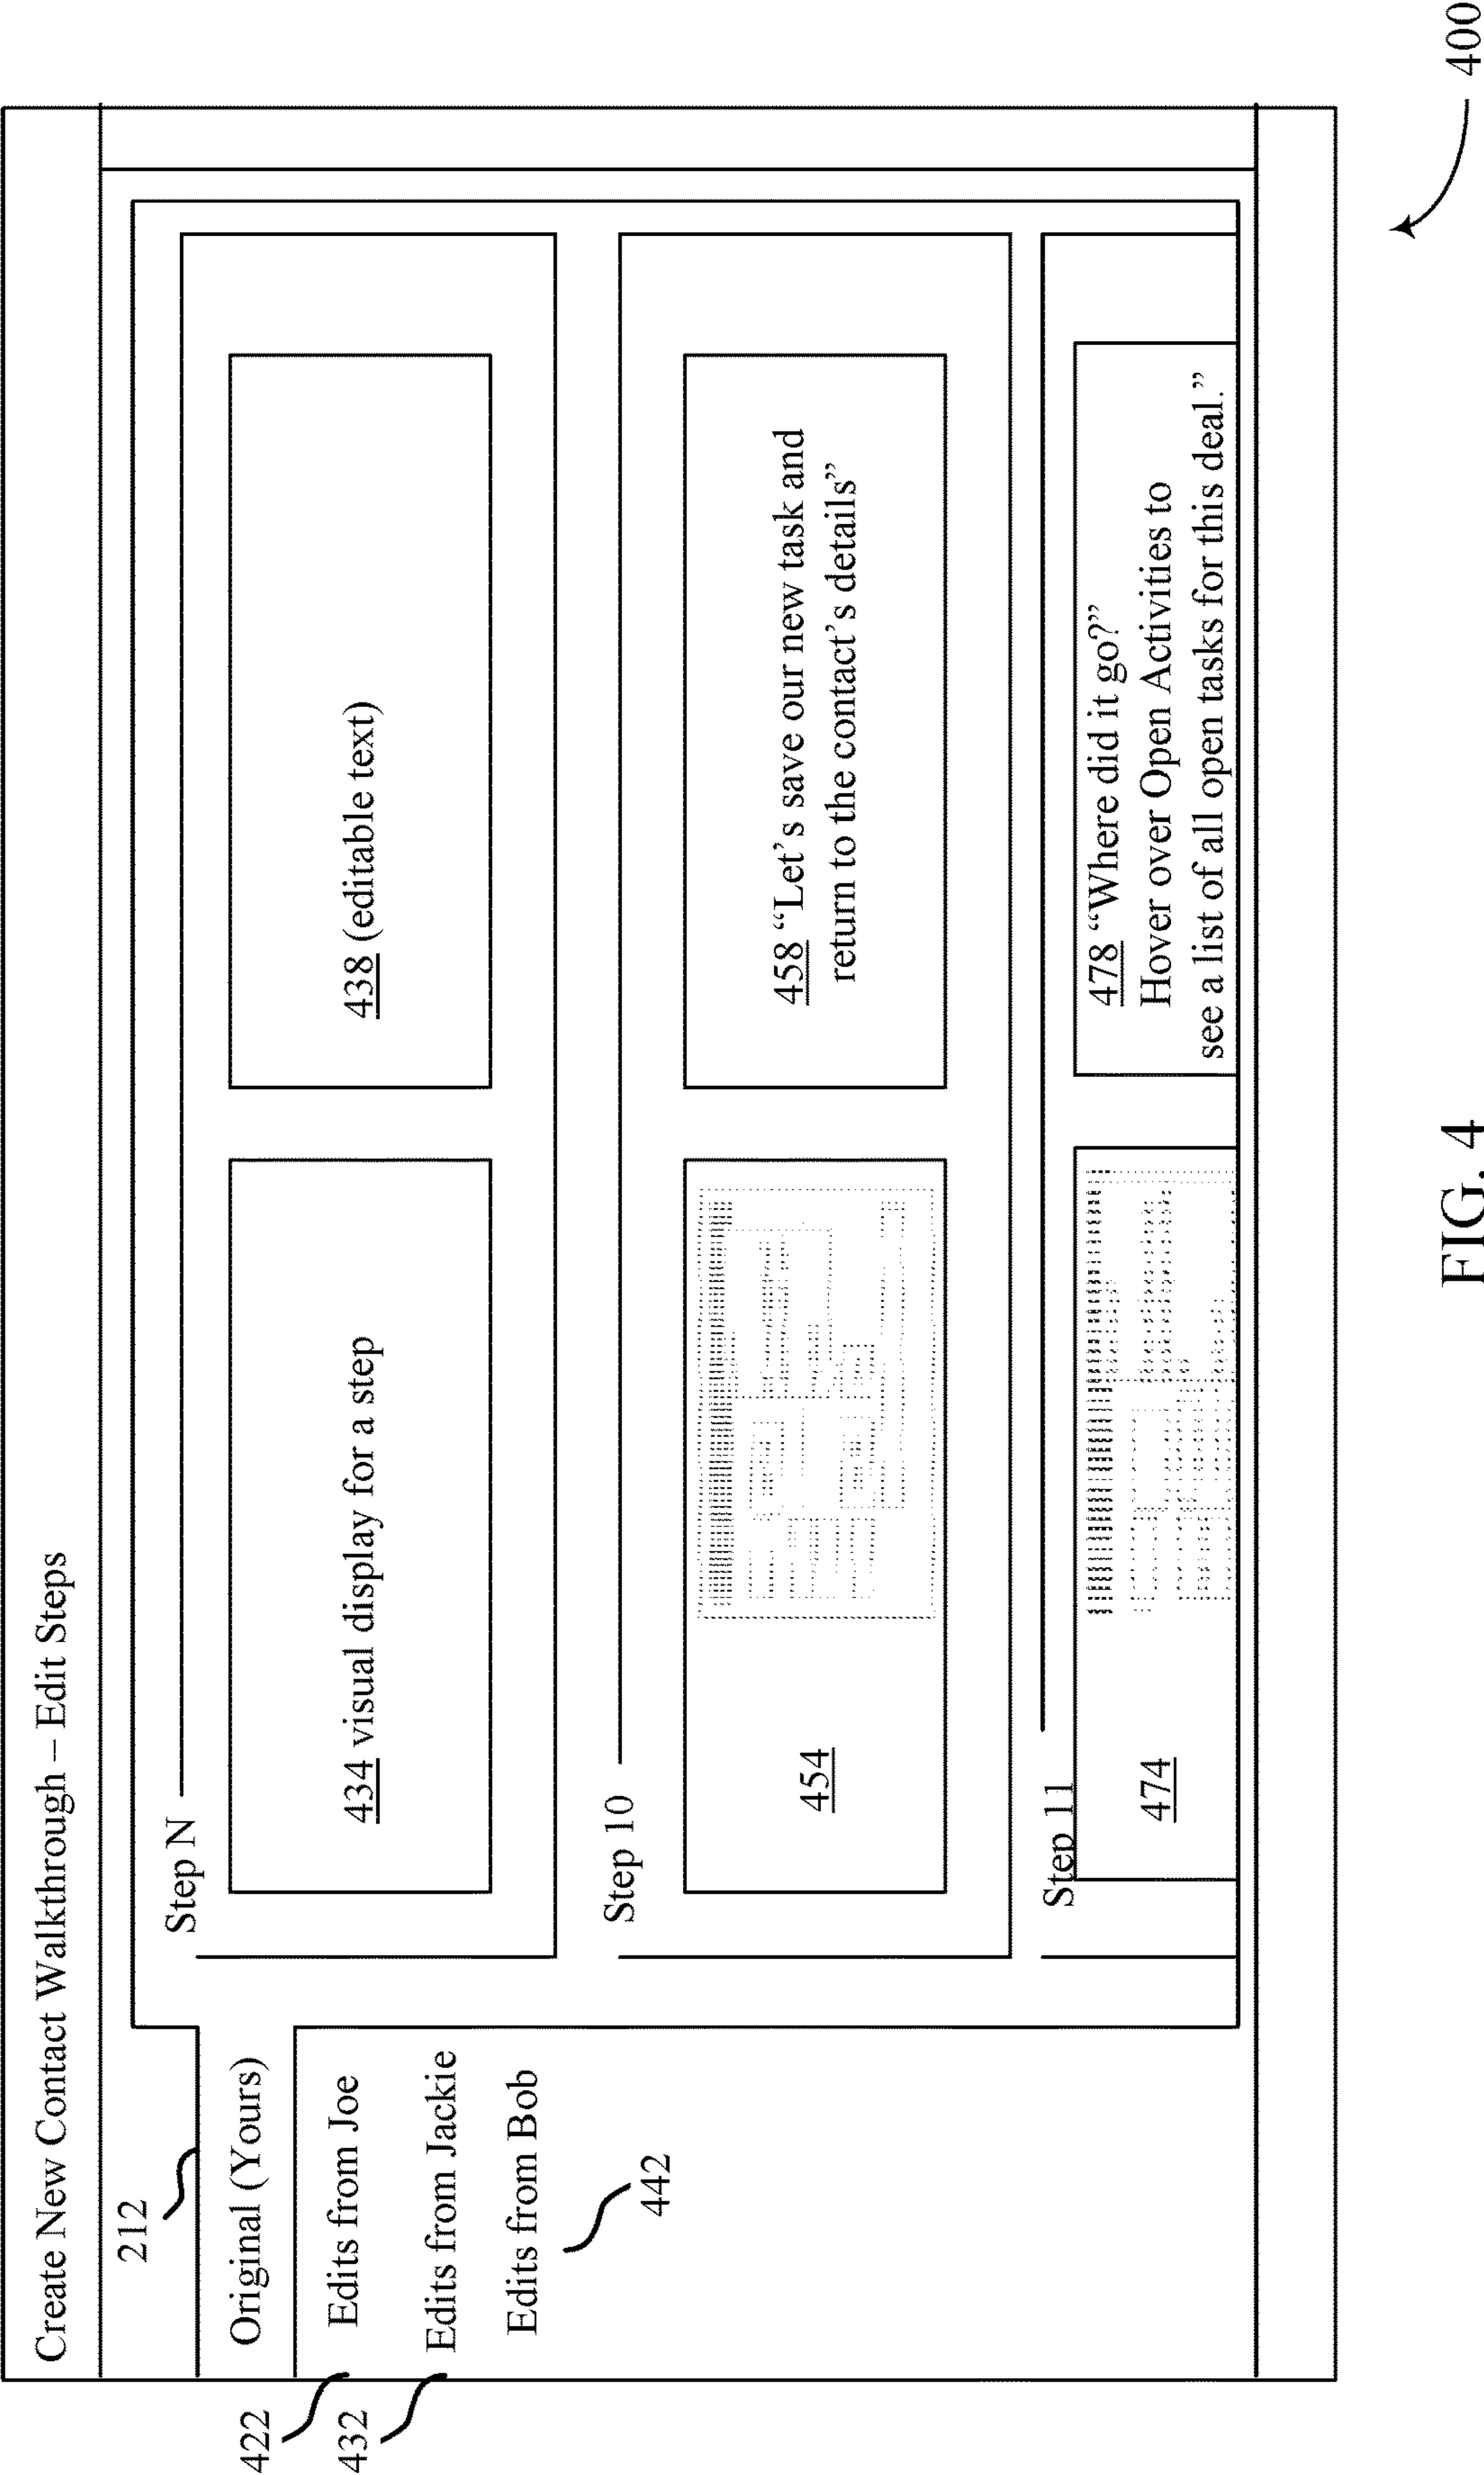 Create New Contact Walkthrough – Edit Steps
212
Original (Yours)
422
Edits from Joe
432
Edits from Jackie
Edits from Bob
442
Step N
434 visual display for a step
438 (editable text)
Step 10
454
458 “Let’s save our new task and
return to the contact’s details”
Step 11
474
478 “Where did it go?”
Hover over Open Activities to
see a list of all open tasks for this deal.”
400
FIG. 4